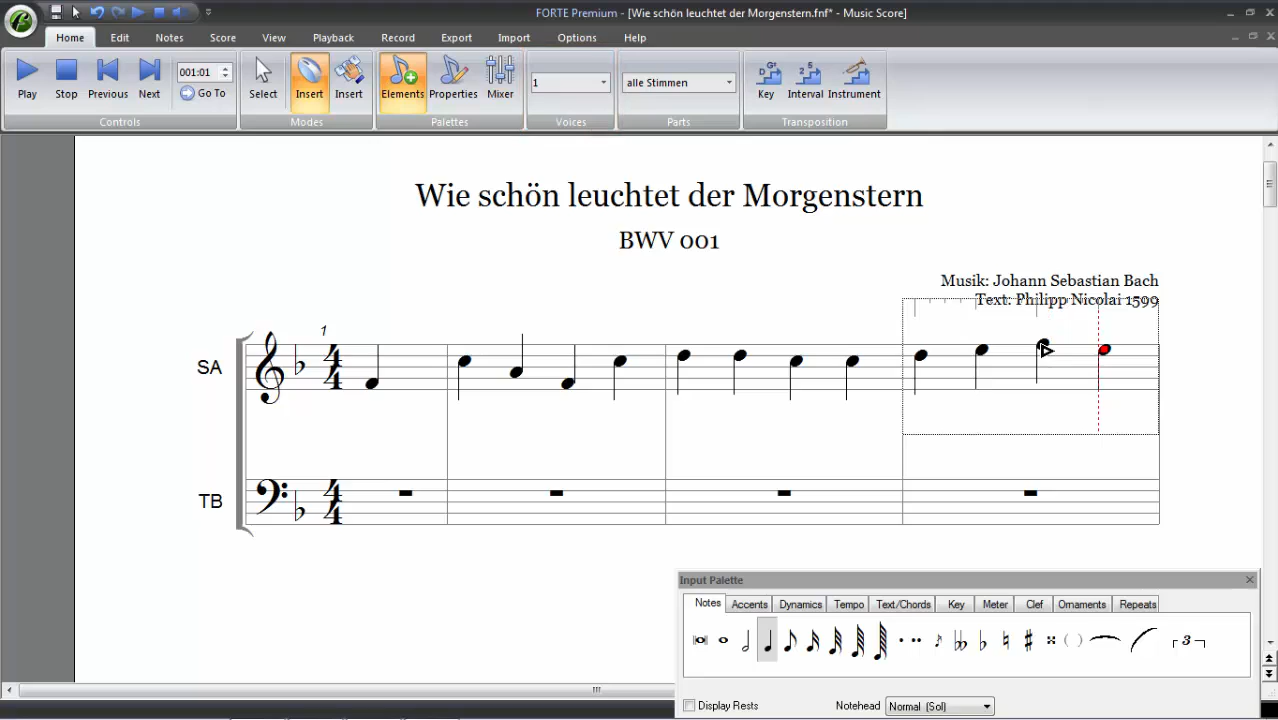 FORTE Premium - [Wie schön leuchtet der Morgenstern.fnf* - Music Score]
Home Edit Notes Score View Playback Record Export Import Options Help
Play Stop Previous Next 001:01 Go To Select Insert Insert Elements Properties Mixer 1 alle Stimmen Key Interval Instrument
Controls Modes Palettes Voices Parts Transposition
Wie schön leuchtet der Morgenstern
BWV 001
Musik: Johann Sebastian Bach
Text: Philipp Nicolai 1599
1
SA
4
4
TB
4
4
Input Palette
Notes Accents Dynamics Tempo Text/Chords Key Meter Clef Ornaments Repeats
3
Display Rests Notehead Normal (Sol)